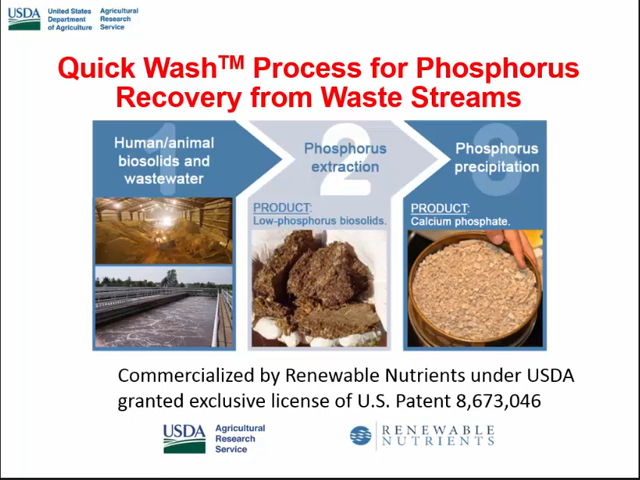 USDA
United States
Department
of Agriculture
Agricultural
Research
Service
Quick Wash™ Process for Phosphorus
Recovery from Waste Streams
1
Human/animal
biosolids and
wastewater
2
Phosphorus
extraction
3
Phosphorus
precipitation
PRODUCT:
Low-phosphorus biosolids.
PRODUCT:
Calcium phosphate.
Commercialized by Renewable Nutrients under USDA
granted exclusive license of U.S. Patent 8,673,046
USDA
Agricultural
Research
Service
RENEWABLE
NUTRIENTS